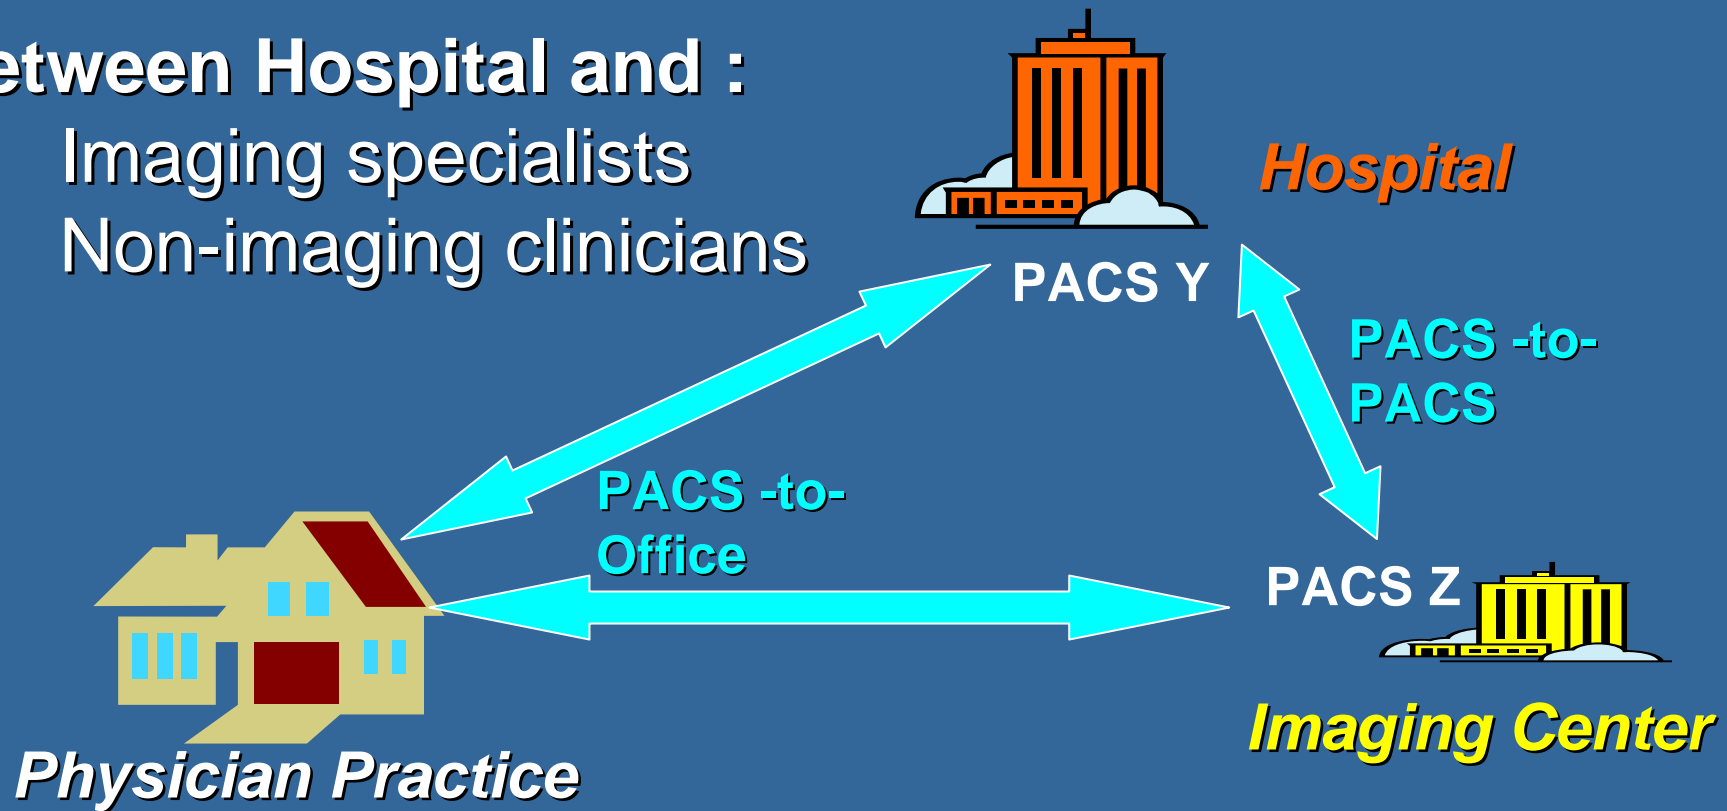 etween Hospital and :
Imaging specialists
Non-imaging clinicians
Hospital
PACS Y
PACS -to-
PACS
PACS -to-
Office
PACS Z
Imaging Center
Physician Practice